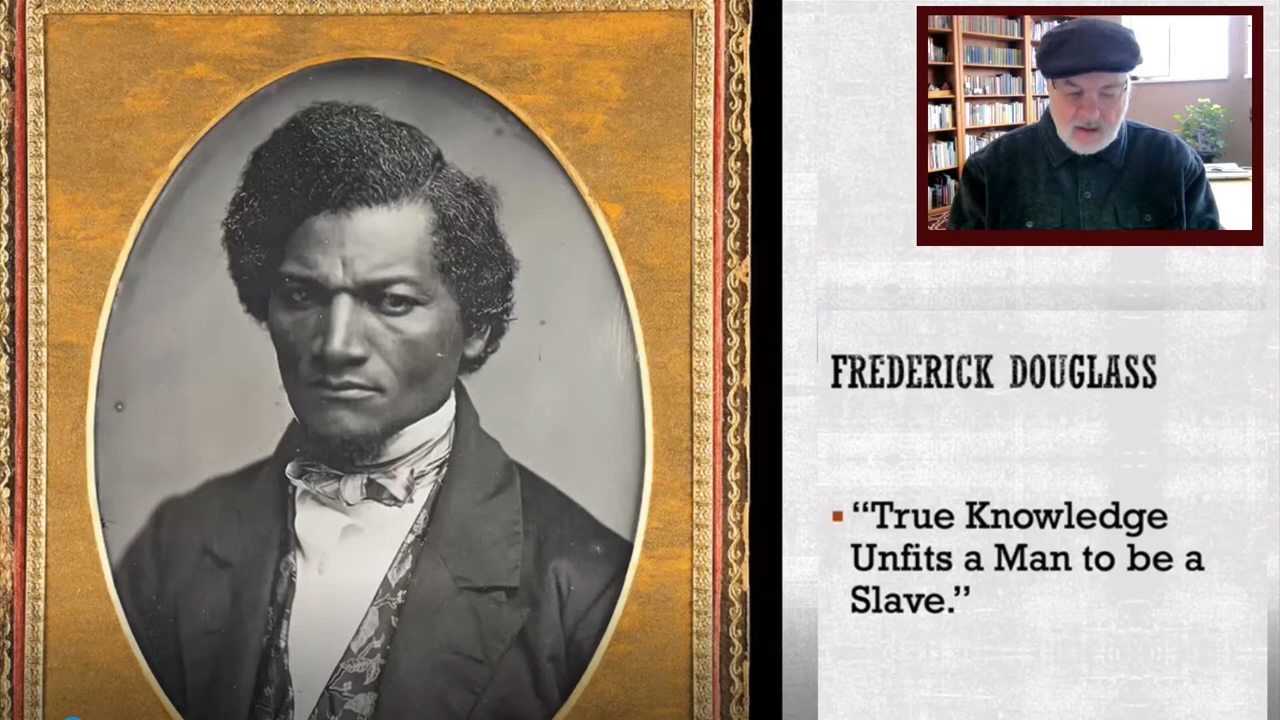 FREDERICK DOUGLASS
▪ “True Knowledge
Unfits a Man to be a
Slave.”